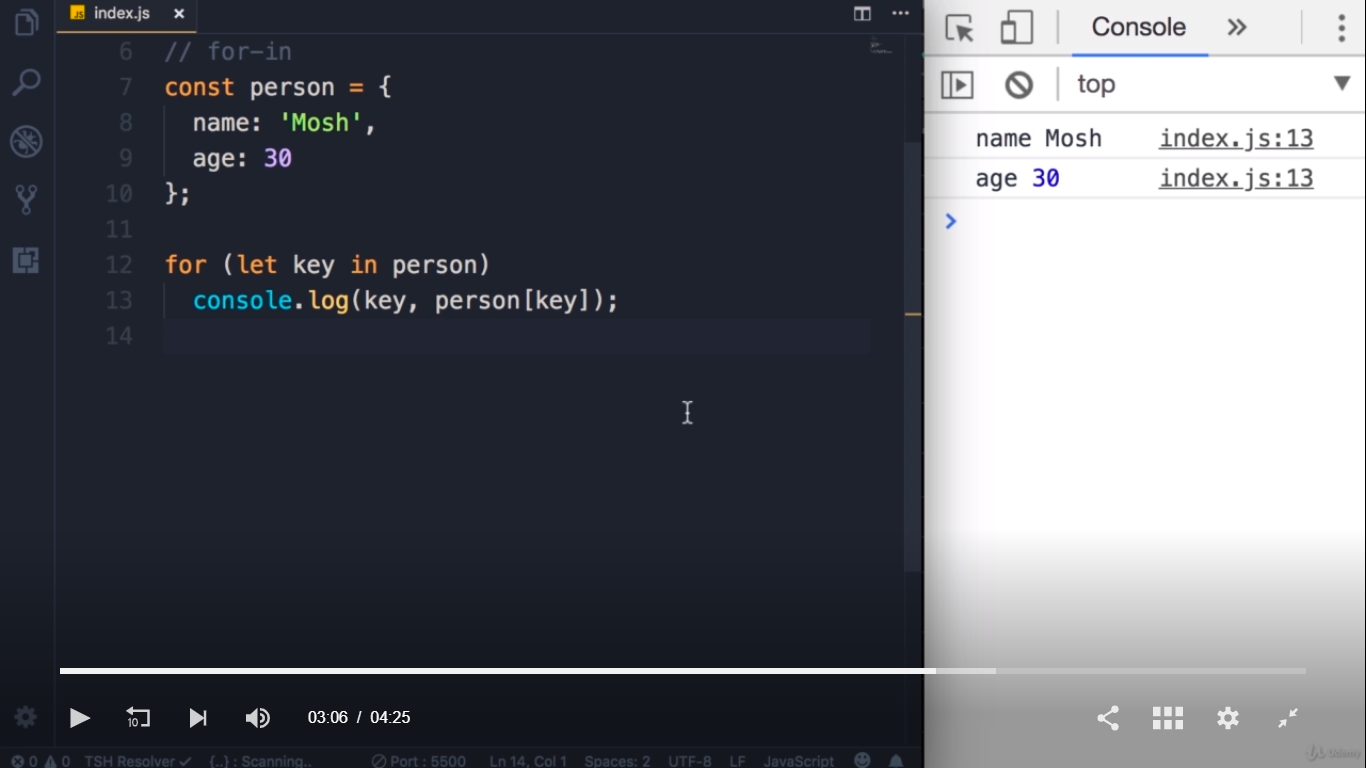 JS index.js ×
6 // for-in
7 const person = {
8 name: 'Mosh',
9 age: 30
10 };
11
12 for (let key in person)
13 console.log(key, person[key]);
14
Console
top
name Mosh index.js:13
age 30 index.js:13
10
03:06 / 04:25
0 0 TSH Resolver ✓ {..} : Scanning.. Port : 5500 Ln 14, Col 1 Spaces: 2 UTF-8 LF JavaScript
Udemy